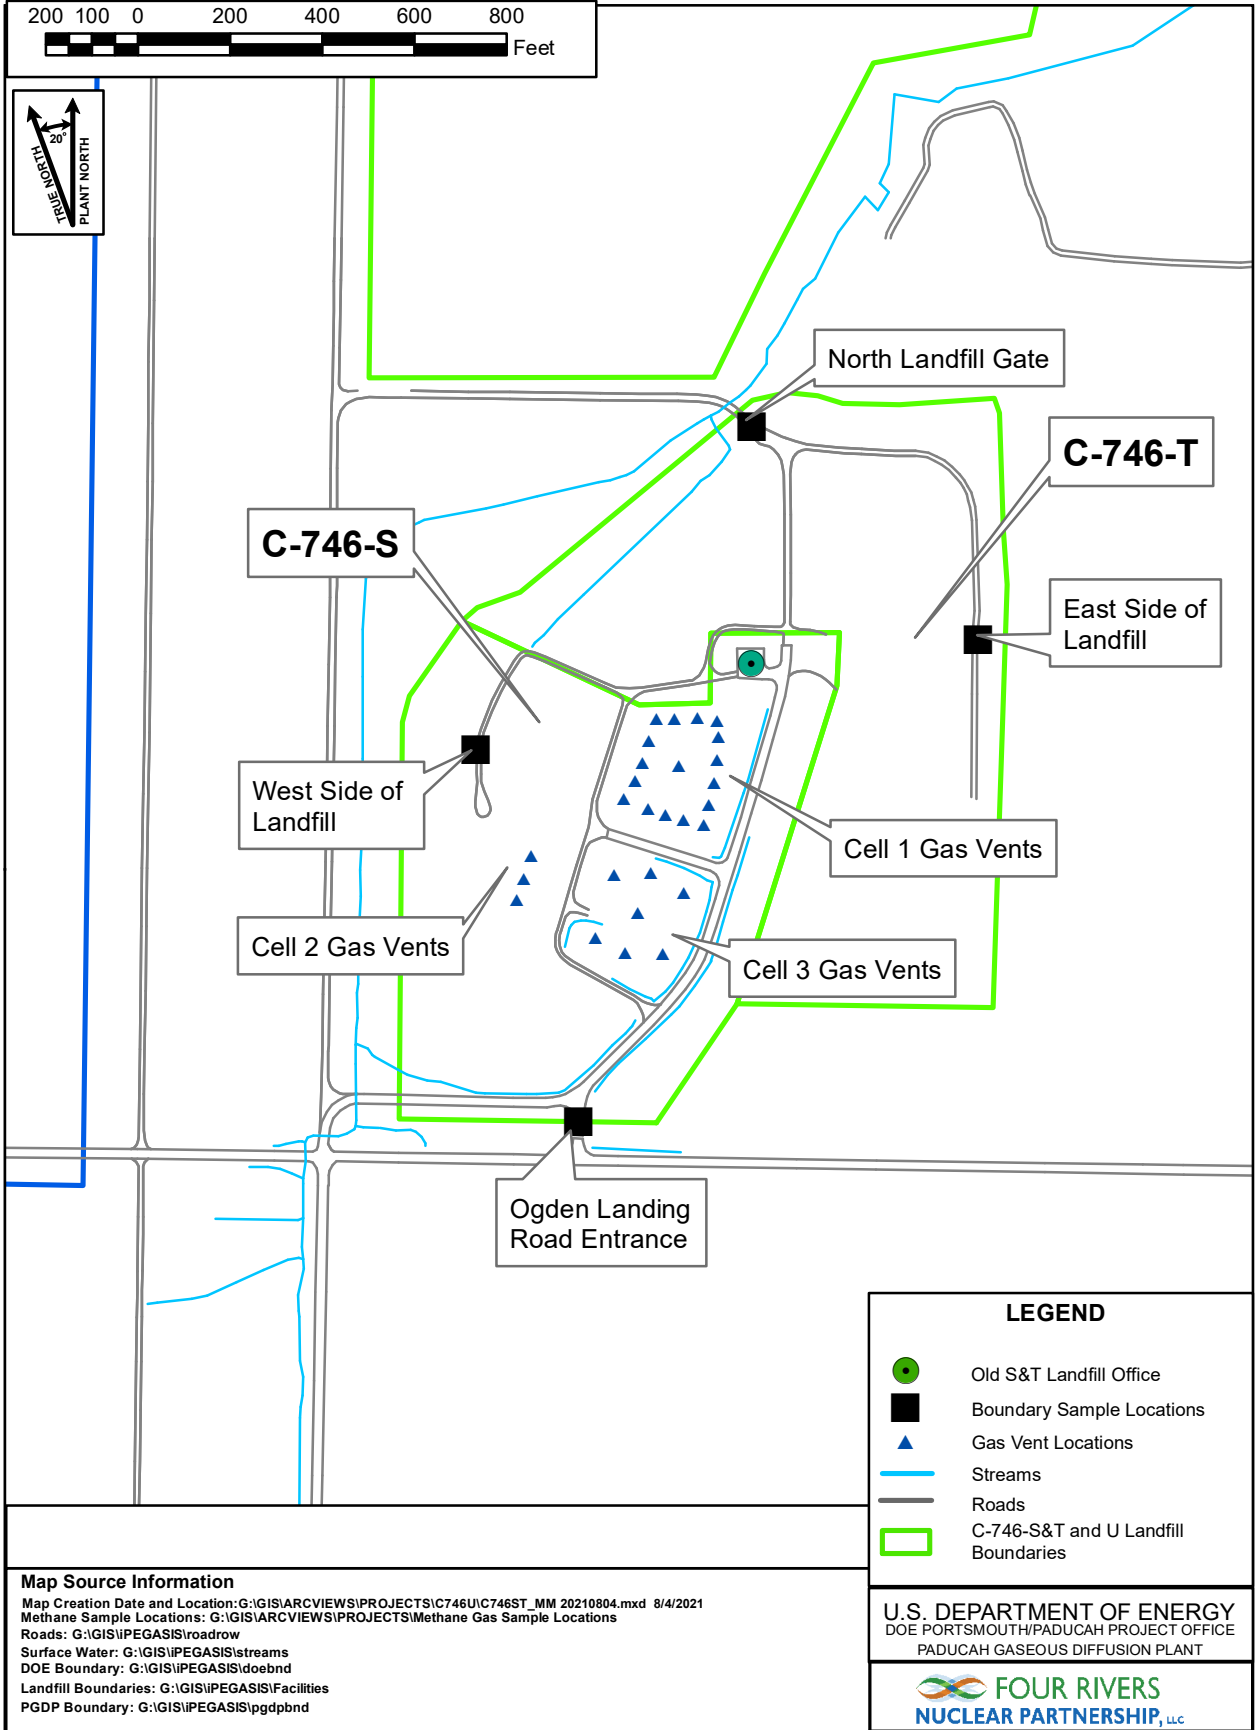 200 100 0 200 400 600 800
Feet
20°
TRUE NORTH
PLANT NORTH
North Landfill Gate
C-746-T
C-746-S
East Side of
Landfill
West Side of
Landfill
Cell 1 Gas Vents
Cell 2 Gas Vents
Cell 3 Gas Vents
Ogden Landing
Road Entrance
LEGEND
Old S&T Landfill Office
Boundary Sample Locations
Gas Vent Locations
Streams
Roads
C-746-S&T and U Landfill
Boundaries
Map Source Information
Map Creation Date and Location:G:\GIS\ARCVIEWS\PROJECTS\C746U\C746ST_MM 20210804.mxd 8/4/2021
Methane Sample Locations: G:\GIS\ARCVIEWS\PROJECTS\Methane Gas Sample Locations
Roads: G:\GIS\iPEGASIS\roadrow
Surface Water: G:\GIS\iPEGASIS\streams
DOE Boundary: G:\GIS\iPEGASIS\doebnd
Landfill Boundaries: G:\GIS\iPEGASIS\Facilities
PGDP Boundary: G:\GIS\iPEGASIS\pgdpbnd
U.S. DEPARTMENT OF ENERGY
DOE PORTSMOUTH/PADUCAH PROJECT OFFICE
PADUCAH GASEOUS DIFFUSION PLANT
FOUR RIVERS
NUCLEAR PARTNERSHIP, LLC